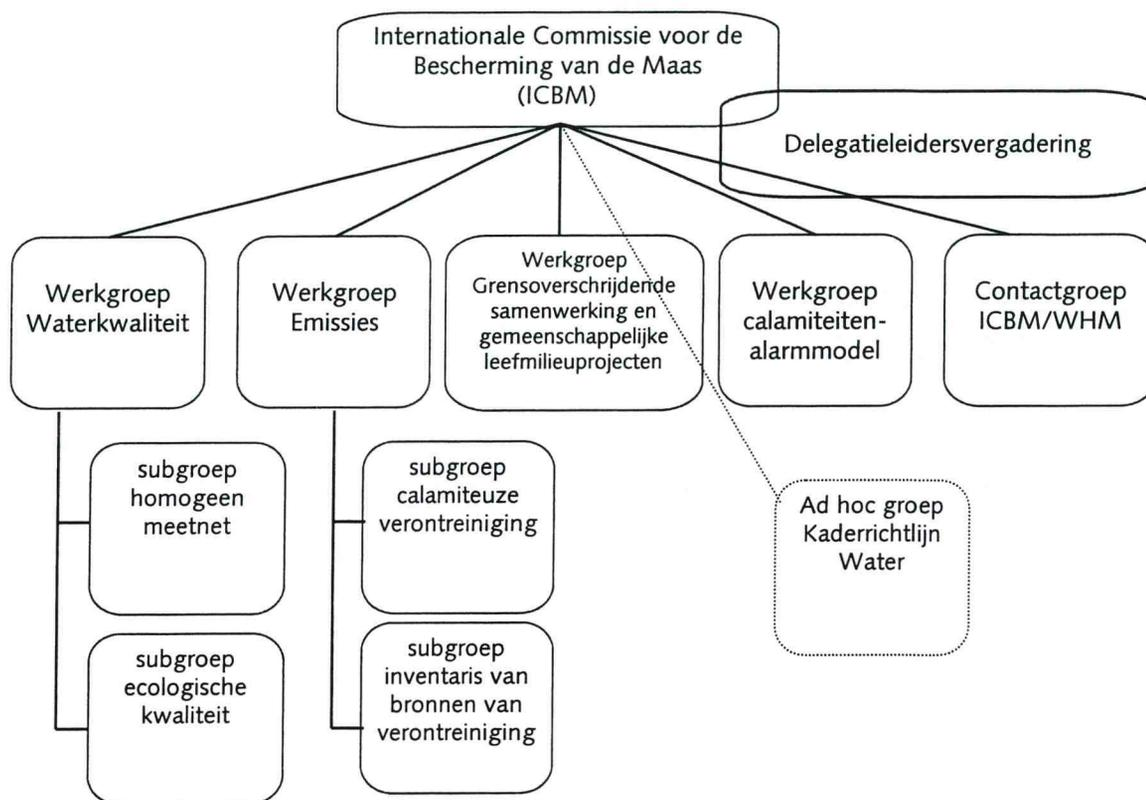 Internationale Commissie voor de
Bescherming van de Maas
(ICBM)
Delegatieleidersvergadering
Werkgroep
Waterkwaliteit
Werkgroep
Emissies
Werkgroep
Grensoverschrijdende
samenwerking en
gemeenschappelijke
leefmilieuprojecten
Werkgroep
calamiteiten-
alarmmodel
Contactgroep
ICBM/WHM
subgroep
homogeen
meetnet
subgroep
ecologische
kwaliteit
subgroep
calamiteuze
verontreiniging
subgroep
inventaris van
bronnen van
verontreiniging
Ad hoc groep
Kaderrichtlijn
Water